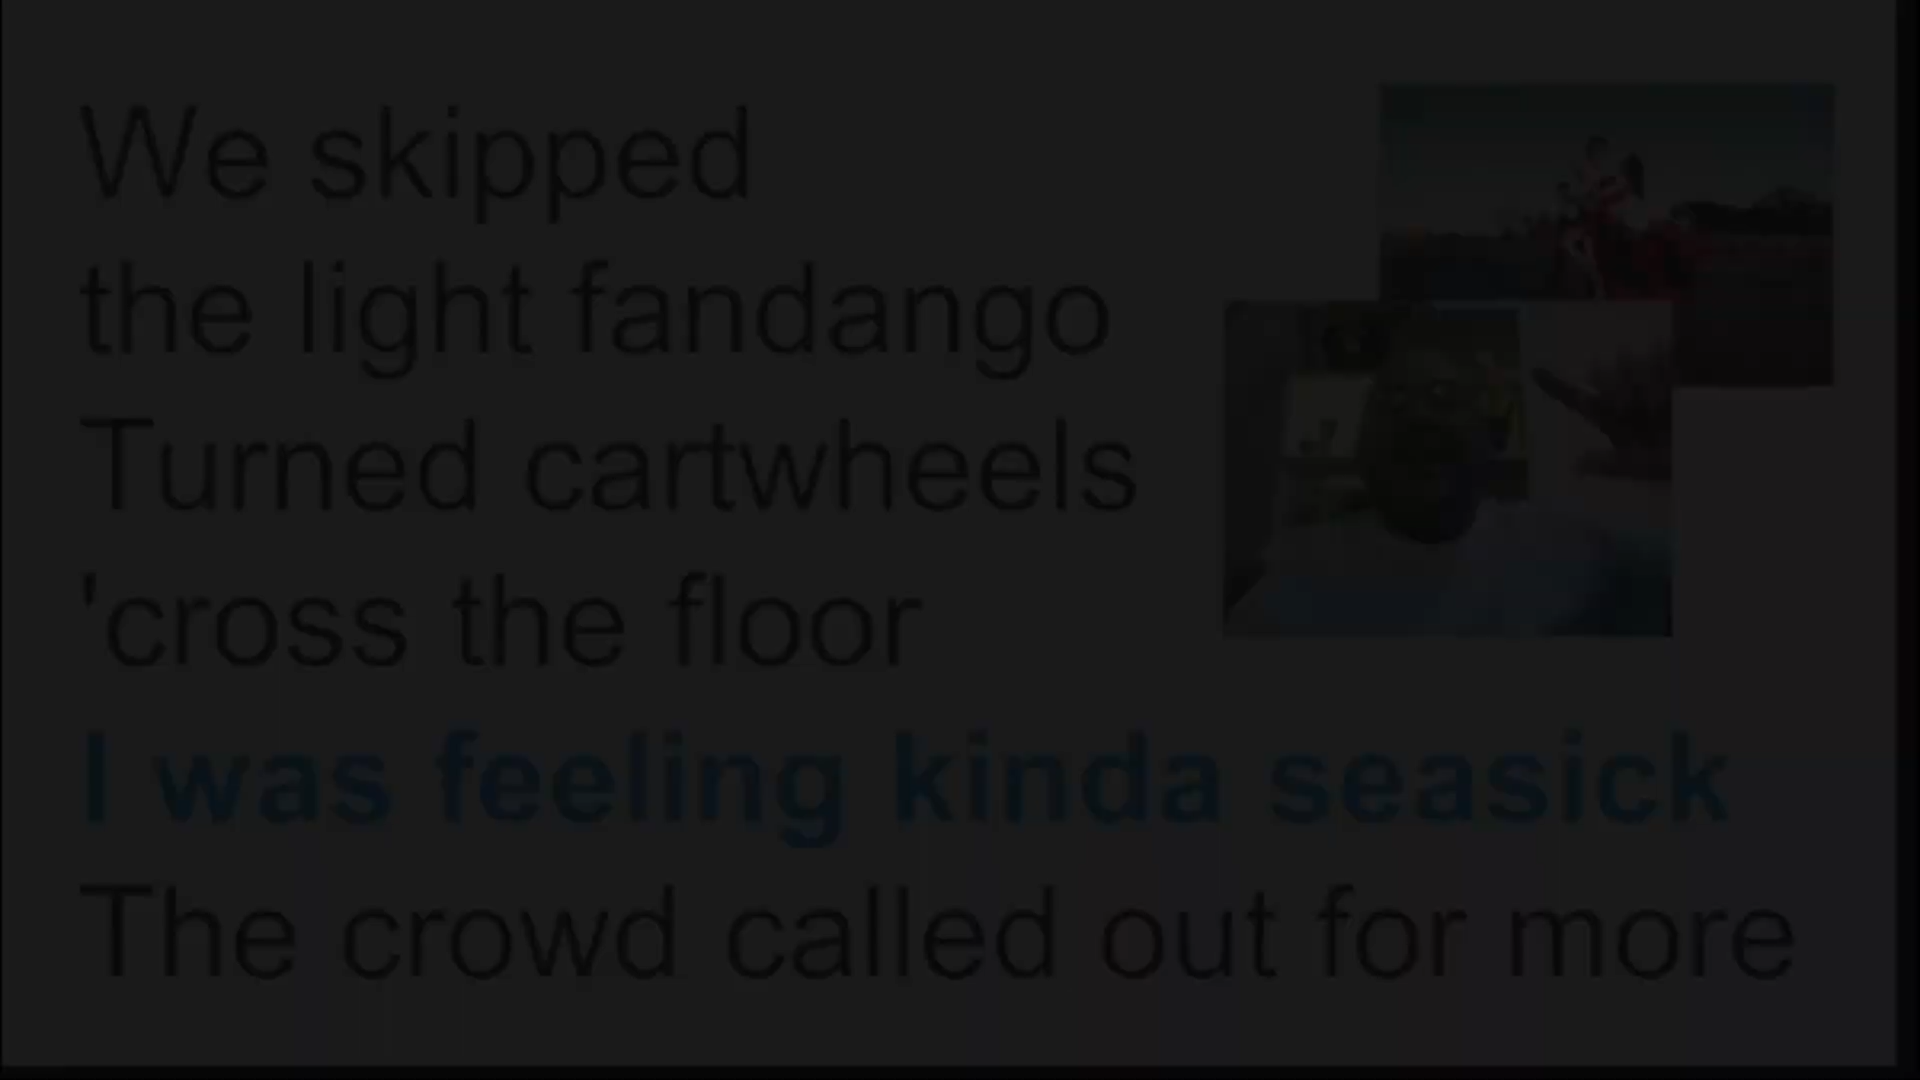 We skipped
the light fandango
Turned cartwheels
'cross the floor
I was feeling kinda seasick
The crowd called out for more